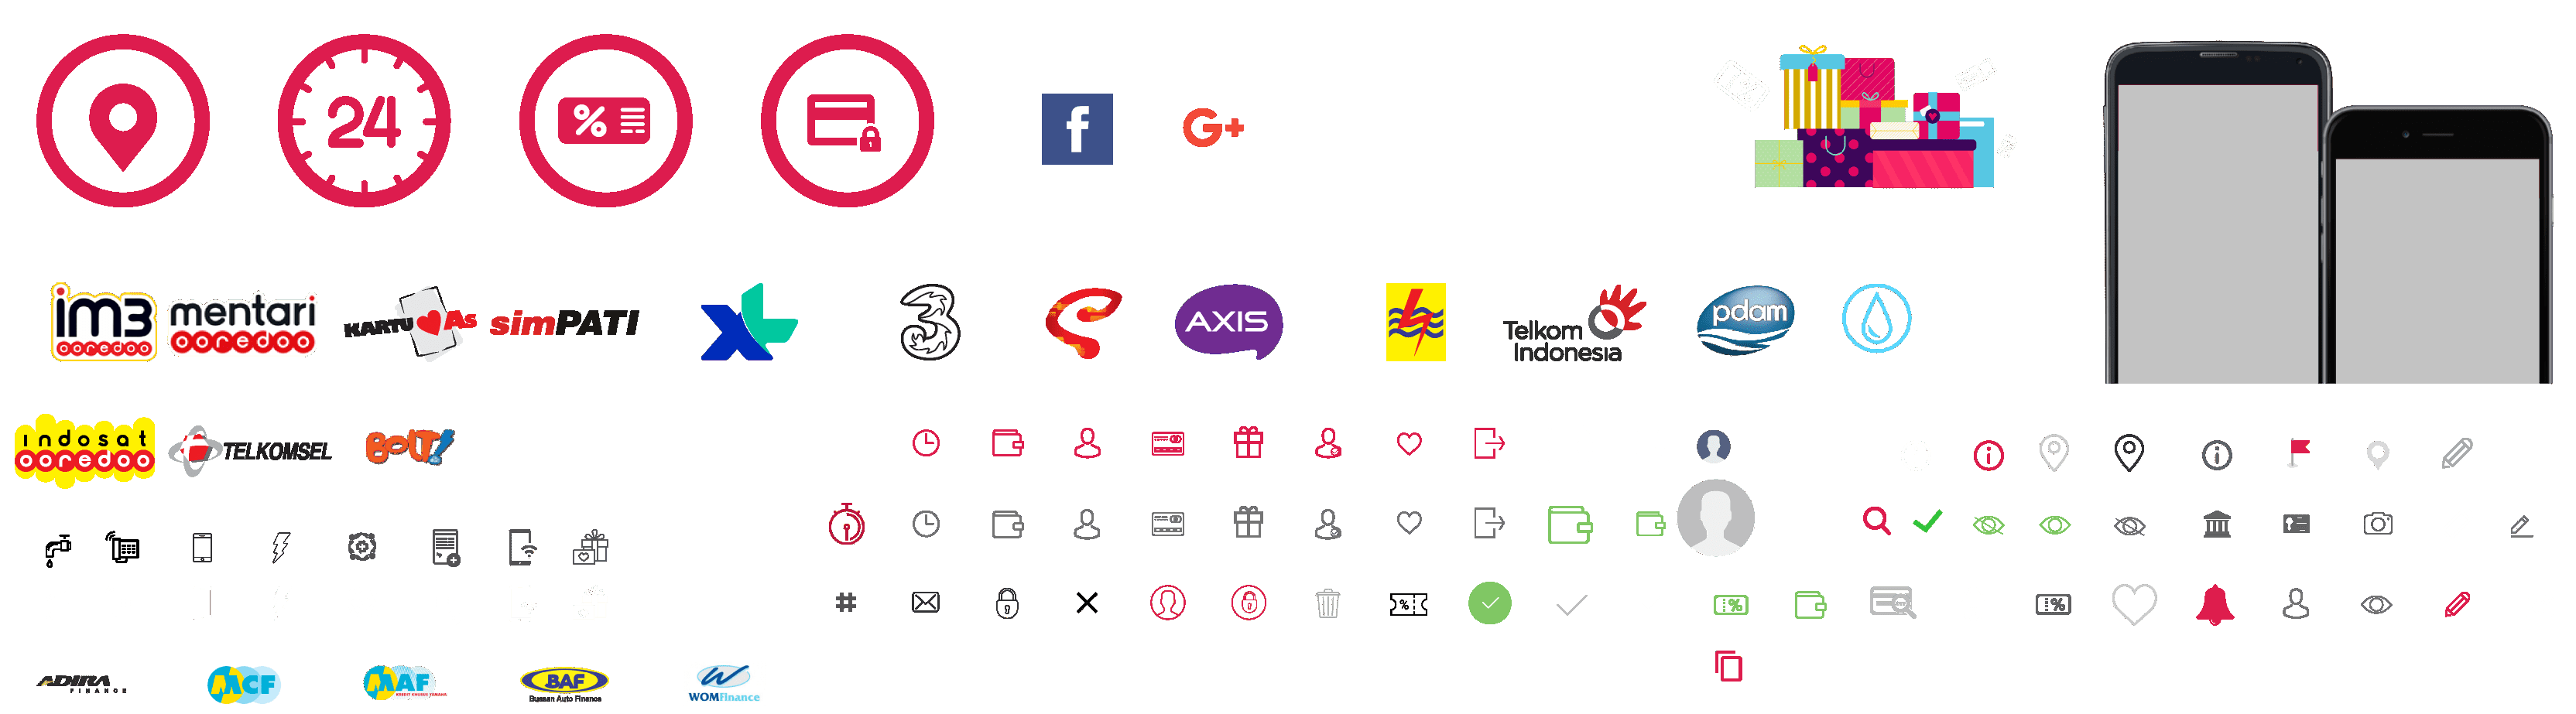 24
%
f
G+
im3
ooredoo
mentari
ooredoo
KARTU As
simPATI
XL
3
AXIS
Telkom
Indonesia
pdam
indosat
ooredoo
TELKOMSEL
BOLT!
#
%
%
%
ADIRA
FINANCE
MCF
MAF
BAF
Bussan Auto Finance
WOMFinance